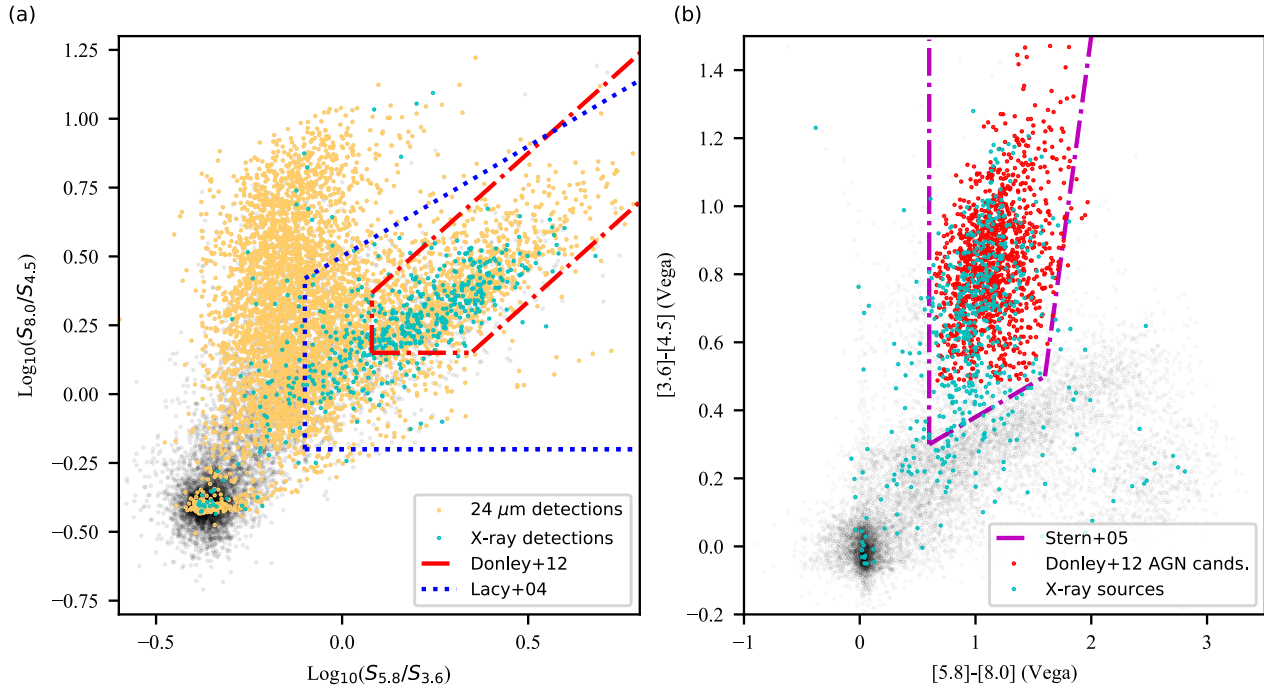 (a)
(b)
1.25
1.00
0.75
0.50
0.25
0.00
−0.25
−0.50
−0.75
Log10(S8.0/S4.5)
−0.5
0.0
0.5
Log10(S5.8/S3.6)
24 μm detections
X-ray detections
Donley+12
Lacy+04
1.4
1.2
1.0
0.8
0.6
0.4
0.2
0.0
−0.2
[3.6]-[4.5] (Vega)
−1
0
1
2
3
[5.8]-[8.0] (Vega)
Stern+05
Donley+12 AGN cands.
X-ray sources